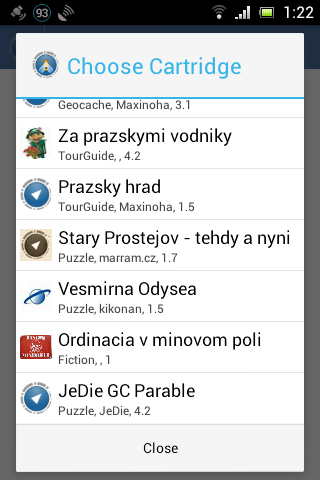 93
1:22
Choose Cartridge
Geocache, Maxinoha, 3.1
Za prazskymi vodniky
TourGuide, , 4.2
Prazsky hrad
TourGuide, Maxinoha, 1.5
Stary Prostejov - tehdy a nyni
Puzzle, marram.cz, 1.7
Vesmirna Odysea
Puzzle, kikonan, 1.5
Ordinacia v minovom poli
Fiction, , 1
JeDie GC Parable
Puzzle, JeDie, 4.2
Close